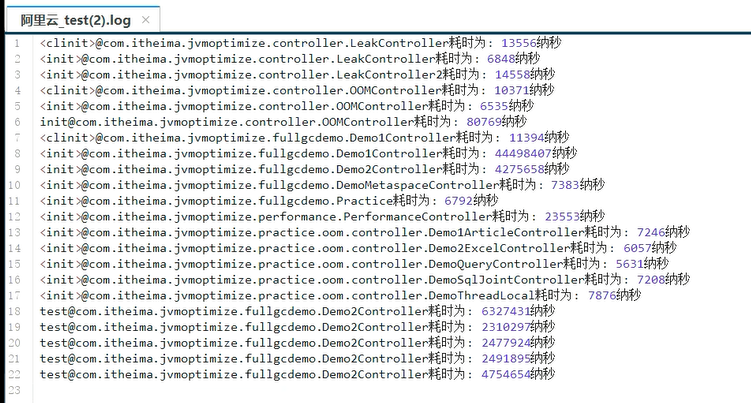 阿里云_test(2).log ×
1 <clinit>@com.itheima.jvmoptimize.controller.LeakController耗时为: 13556纳秒
2 <init>@com.itheima.jvmoptimize.controller.LeakController耗时为: 6848纳秒
3 <init>@com.itheima.jvmoptimize.controller.LeakController2耗时为: 14558纳秒
4 <clinit>@com.itheima.jvmoptimize.controller.OOMController耗时为: 10371纳秒
5 <init>@com.itheima.jvmoptimize.controller.OOMController耗时为: 6535纳秒
6 init@com.itheima.jvmoptimize.controller.OOMController耗时为: 80769纳秒
7 <clinit>@com.itheima.jvmoptimize.fullgcdemo.Demo1Controller耗时为: 11394纳秒
8 <init>@com.itheima.jvmoptimize.fullgcdemo.Demo1Controller耗时为: 44498407纳秒
9 <init>@com.itheima.jvmoptimize.fullgcdemo.Demo2Controller耗时为: 4275658纳秒
10 <init>@com.itheima.jvmoptimize.fullgcdemo.DemoMetaspaceController耗时为: 7383纳秒
11 <init>@com.itheima.jvmoptimize.fullgcdemo.Practice耗时为: 6792纳秒
12 <init>@com.itheima.jvmoptimize.performance.PerformanceController耗时为: 23553纳秒
13 <init>@com.itheima.jvmoptimize.practice.oom.controller.Demo1ArticleController耗时为: 7246纳秒
14 <init>@com.itheima.jvmoptimize.practice.oom.controller.Demo2ExcelController耗时为: 6057纳秒
15 <init>@com.itheima.jvmoptimize.practice.oom.controller.DemoQueryController耗时为: 5631纳秒
16 <init>@com.itheima.jvmoptimize.practice.oom.controller.DemoSqlJointController耗时为: 7208纳秒
17 <init>@com.itheima.jvmoptimize.practice.oom.controller.DemoThreadLocal耗时为: 7876纳秒
18 test@com.itheima.jvmoptimize.fullgcdemo.Demo2Controller耗时为: 6327431纳秒
19 test@com.itheima.jvmoptimize.fullgcdemo.Demo2Controller耗时为: 2310297纳秒
20 test@com.itheima.jvmoptimize.fullgcdemo.Demo2Controller耗时为: 2477924纳秒
21 test@com.itheima.jvmoptimize.fullgcdemo.Demo2Controller耗时为: 2491895纳秒
22 test@com.itheima.jvmoptimize.fullgcdemo.Demo2Controller耗时为: 4754654纳秒
23